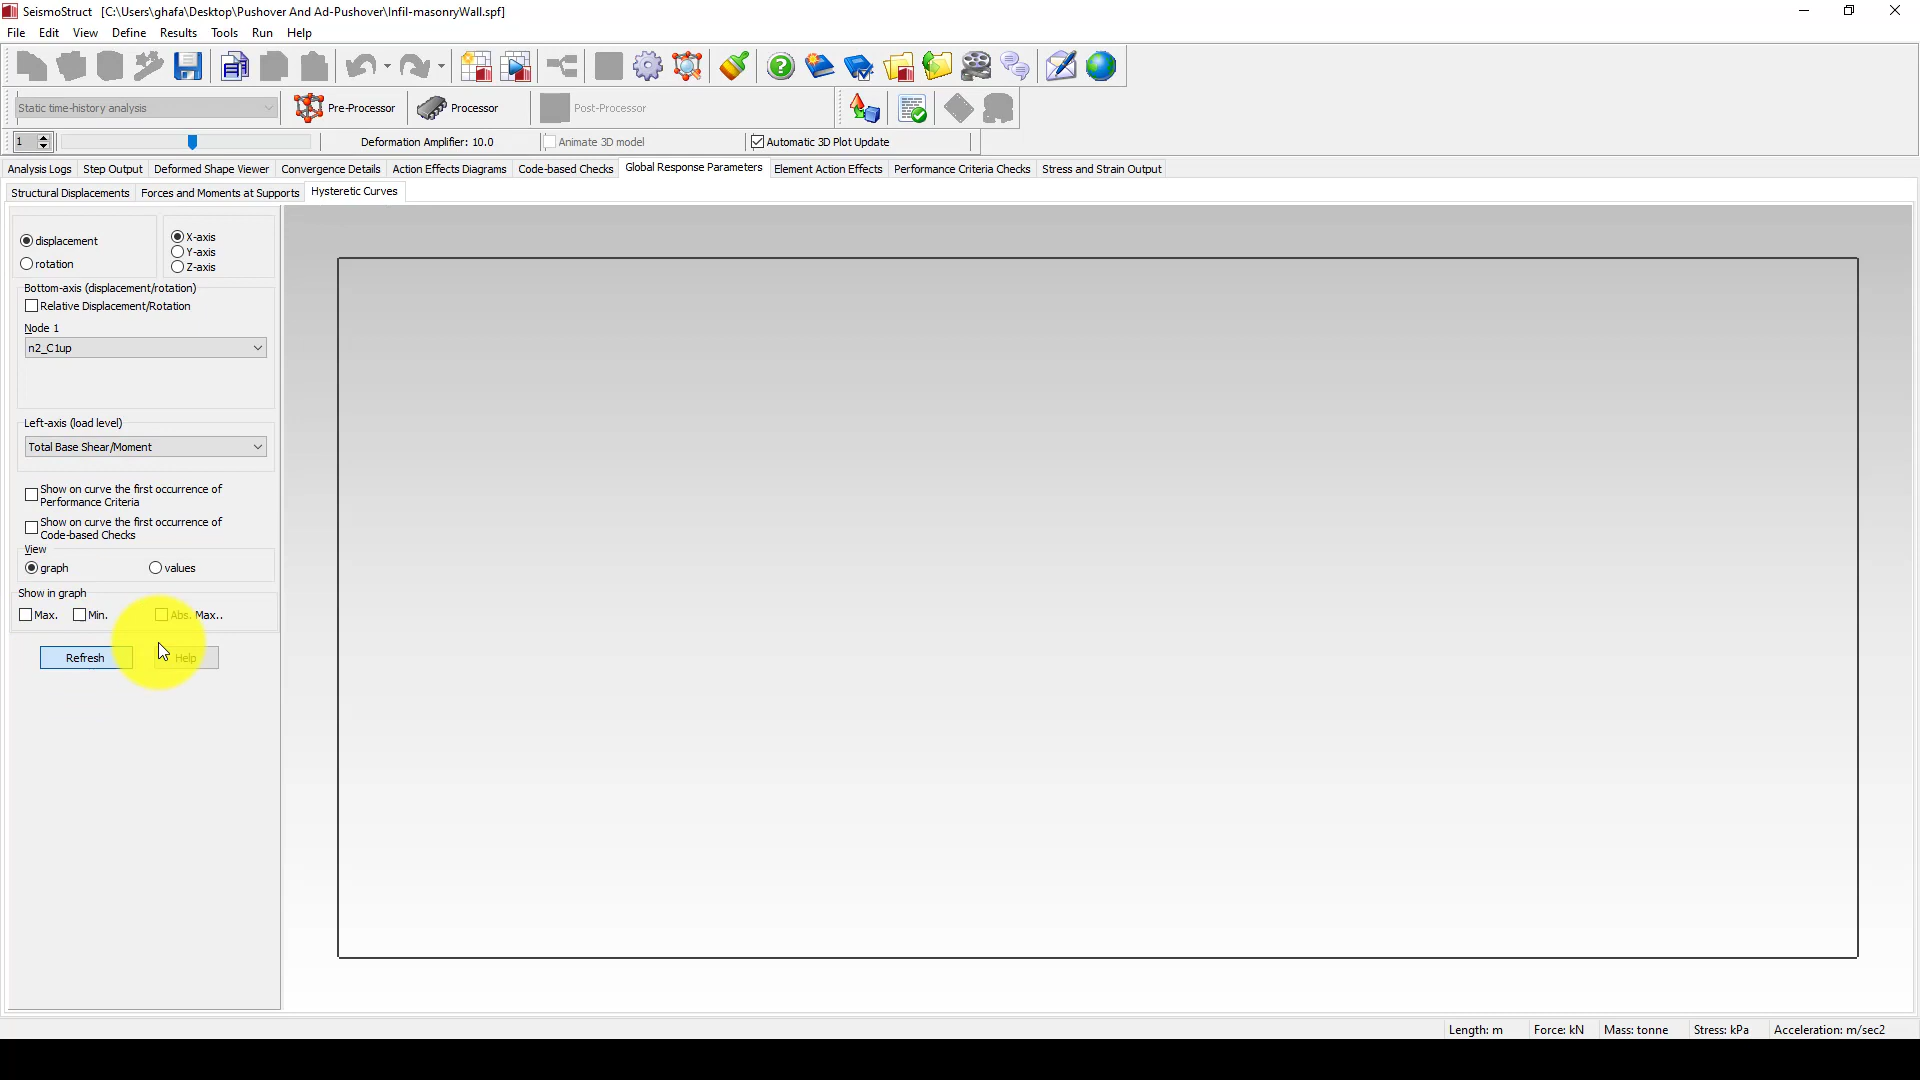 SeismoStruct [C:\Users\ghafa\Desktop\Pushover And Ad-Pushover\Infil-masonryWall.spf]
File Edit View Define Results Tools Run Help
Static time-history analysis Pre-Processor Processor Post-Processor
1 Deformation Amplifier: 10.0 Animate 3D model Automatic 3D Plot Update
Analysis Logs Step Output Deformed Shape Viewer Convergence Details Action Effects Diagrams Code-based Checks Global Response Parameters Element Action Effects Performance Criteria Checks Stress and Strain Output
Structural Displacements Forces and Moments at Supports Hysteretic Curves
displacement
rotation
X-axis
Y-axis
Z-axis
Bottom-axis (displacement/rotation)
Relative Displacement/Rotation
Node 1
n2_C1up
Left-axis (load level)
Total Base Shear/Moment
Show on curve the first occurrence of
Performance Criteria
Show on curve the first occurrence of
Code-based Checks
View
graph values
Show in graph
Max. Min. Abs. Max..
Refresh Help
Length: m Force: kN Mass: tonne Stress: kPa Acceleration: m/sec2